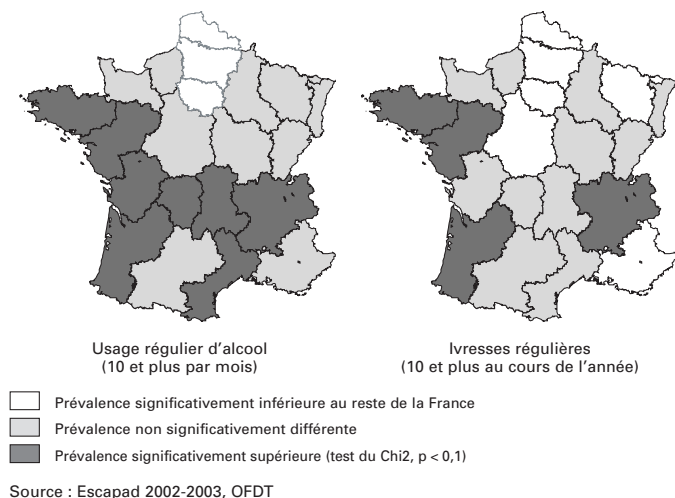 Usage régulier d'alcool
(10 et plus par mois)
Ivresses régulières
(10 et plus au cours de l'année)
Prévalence significativement inférieure au reste de la France
Prévalence non significativement différente
Prévalence significativement supérieure (test du Chi2, p < 0,1)
Source : Escapad 2002-2003, OFDT